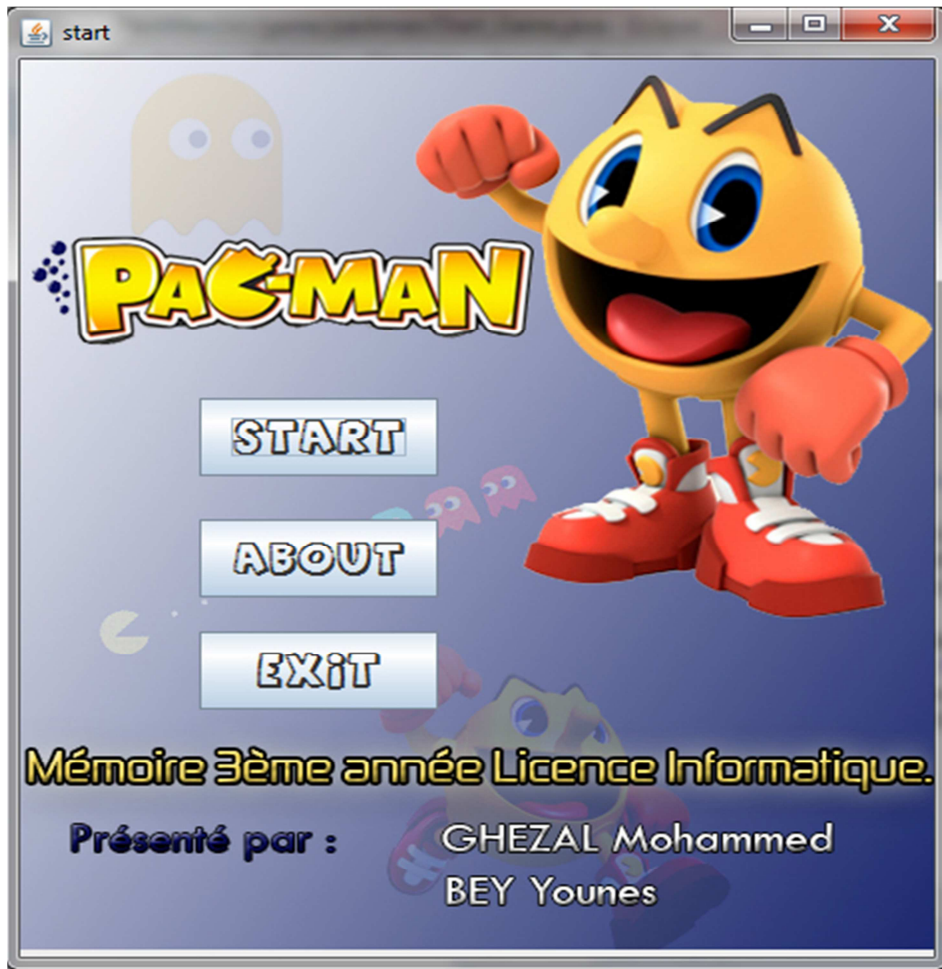 start
PAC-MAN
START
ABOUT
EXiT
Mémoire 3ème année Licence Informatique.
Présenté par : GHEZAL Mohammed
BEY Younes